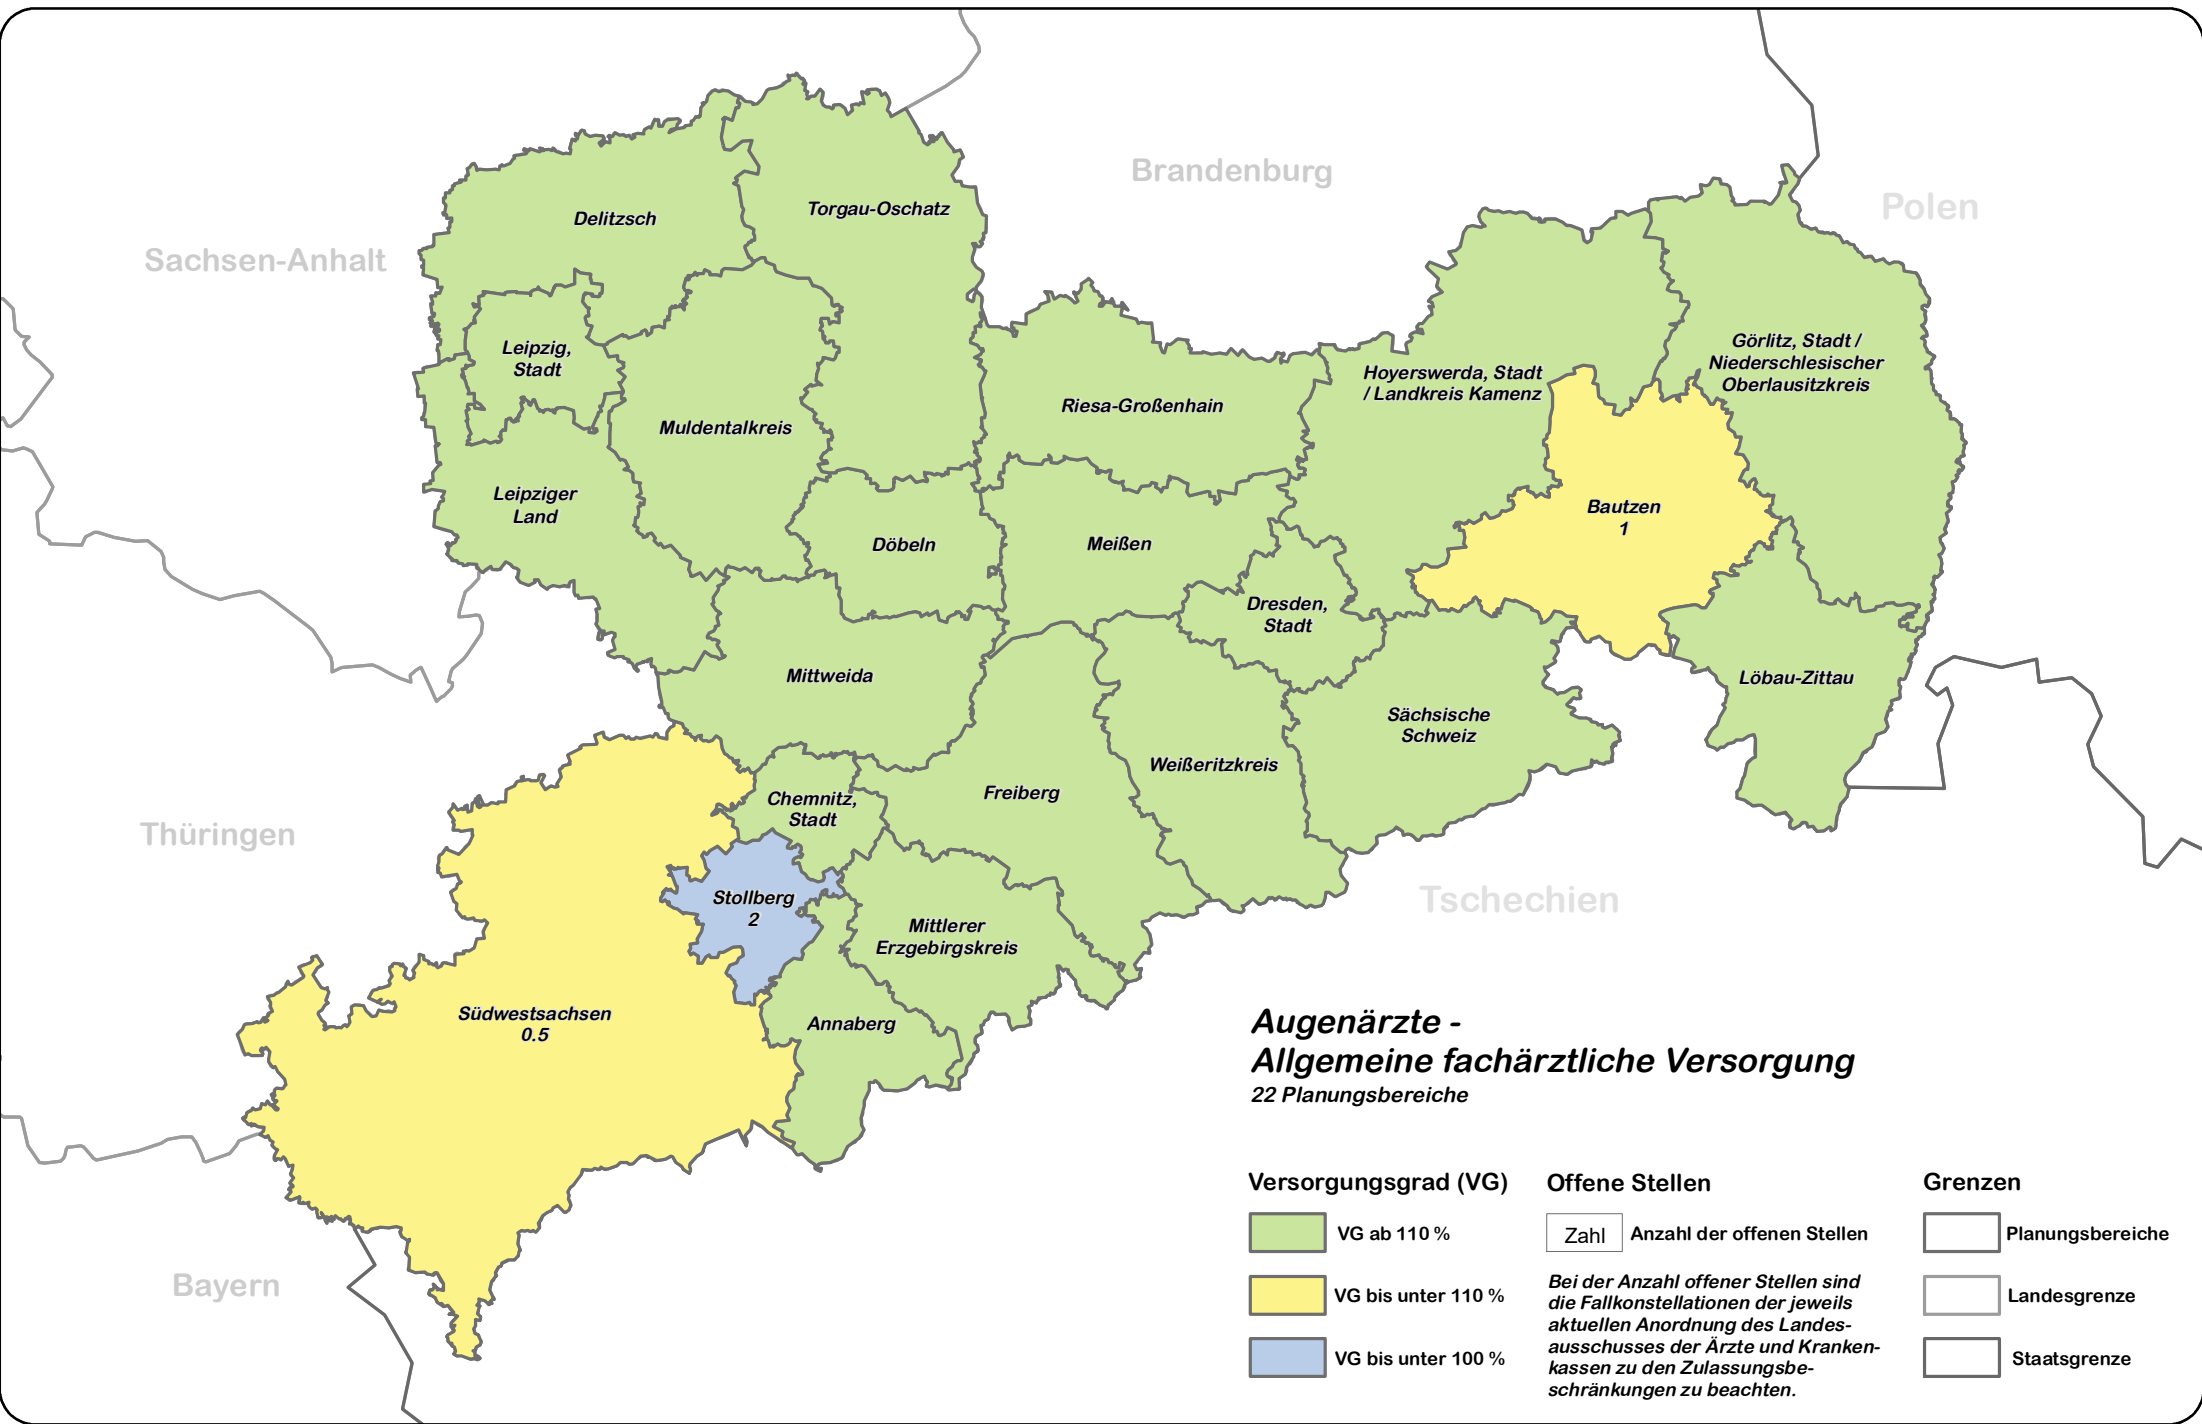 Brandenburg
Polen
Sachsen-Anhalt
Thüringen
Bayern
Tschechien
Delitzsch
Torgau-Oschatz
Leipzig,
Stadt
Muldentalkreis
Leipziger
Land
Döbeln
Riesa-Großenhain
Meißen
Hoyerswerda, Stadt
/ Landkreis Kamenz
Görlitz, Stadt /
Niederschlesischer
Oberlausitzkreis
Bautzen
1
Dresden,
Stadt
Löbau-Zittau
Mittweida
Sächsische
Schweiz
Weißeritzkreis
Freiberg
Chemnitz,
Stadt
Stollberg
2
Mittlerer
Erzgebirgskreis
Südwestsachsen
0.5
Annaberg
Augenärzte -
Allgemeine fachärztliche Versorgung
22 Planungsbereiche
Versorgungsgrad (VG)
VG ab 110 %
VG bis unter 110 %
VG bis unter 100 %
Offene Stellen
Zahl
Anzahl der offenen Stellen
Bei der Anzahl offener Stellen sind
die Fallkonstellationen der jeweils
aktuellen Anordnung des Landes-
ausschusses der Ärzte und Kranken-
kassen zu den Zulassungsbe-
schränkungen zu beachten.
Grenzen
Planungsbereiche
Landesgrenze
Staatsgrenze